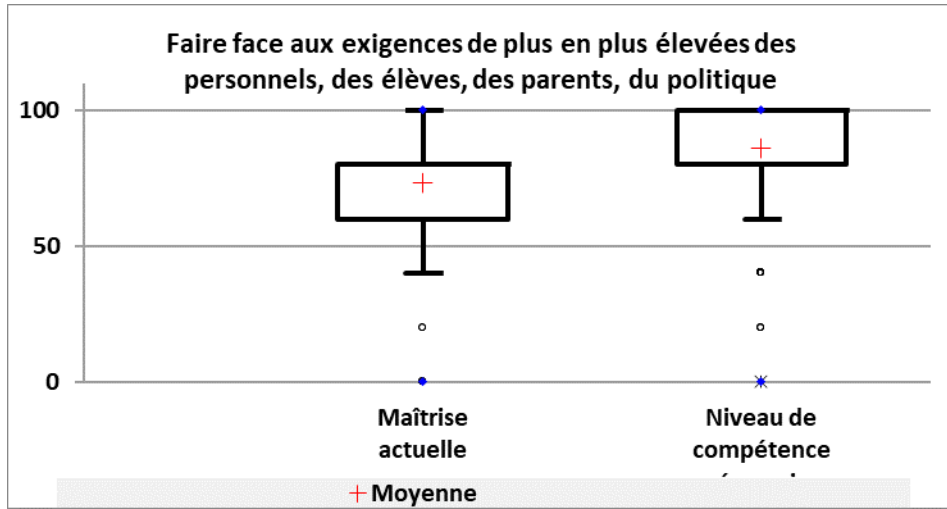 Faire face aux exigences de plus en plus élevées des
personnels, des élèves, des parents, du politique
100
50
0
Maîtrise
actuelle
Niveau de
compétence
Moyenne